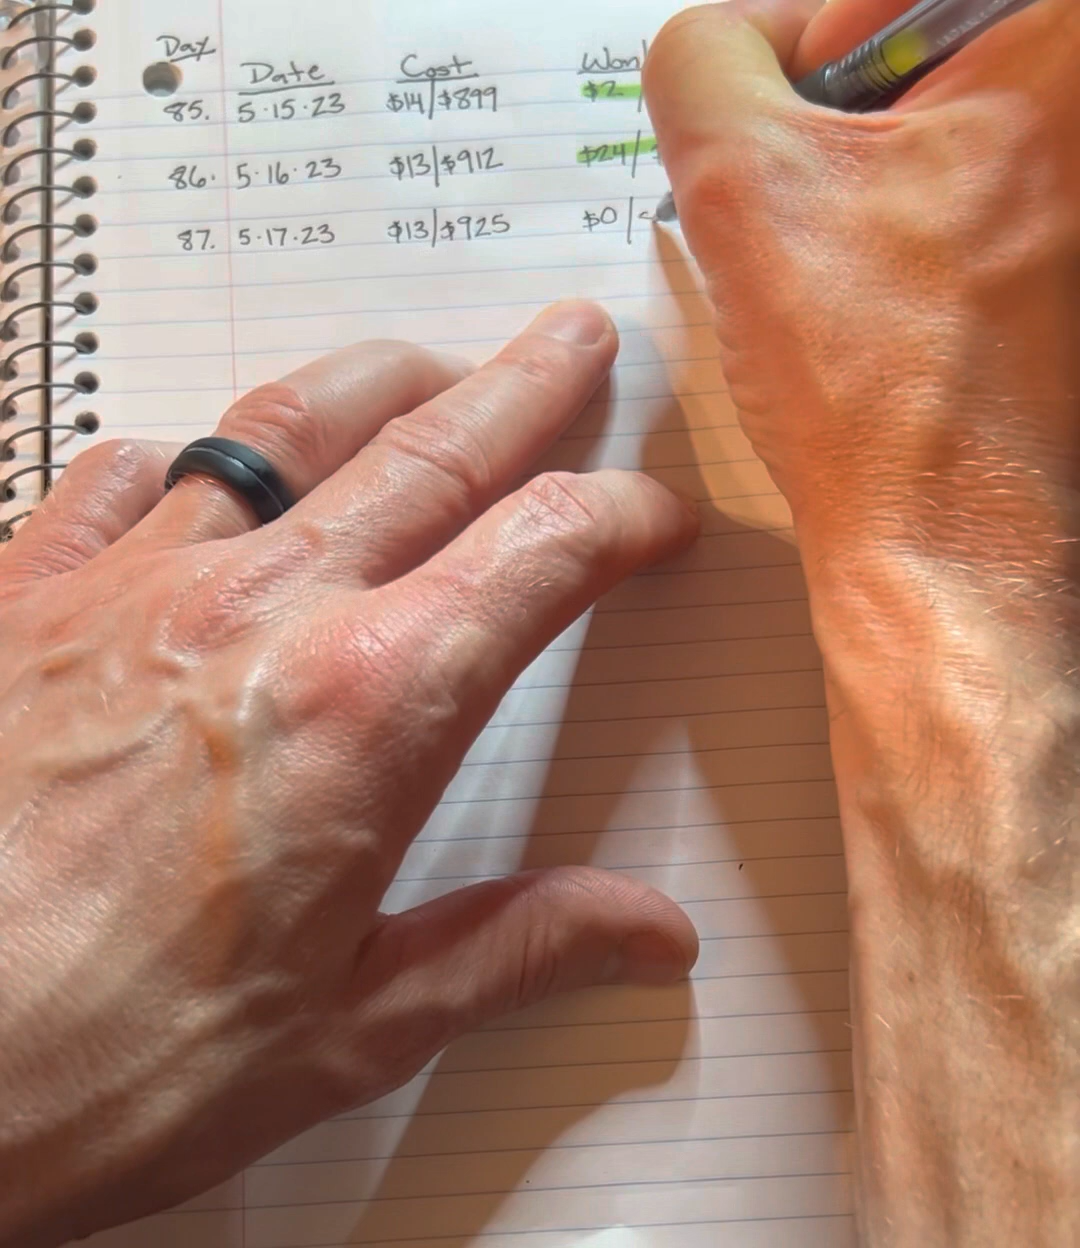 Day Date Cost Won
85. 5.15.23 $14/$899 $2
86. 5.16.23 $13/$912 $24/
87. 5.17.23 $13/$925 $0/